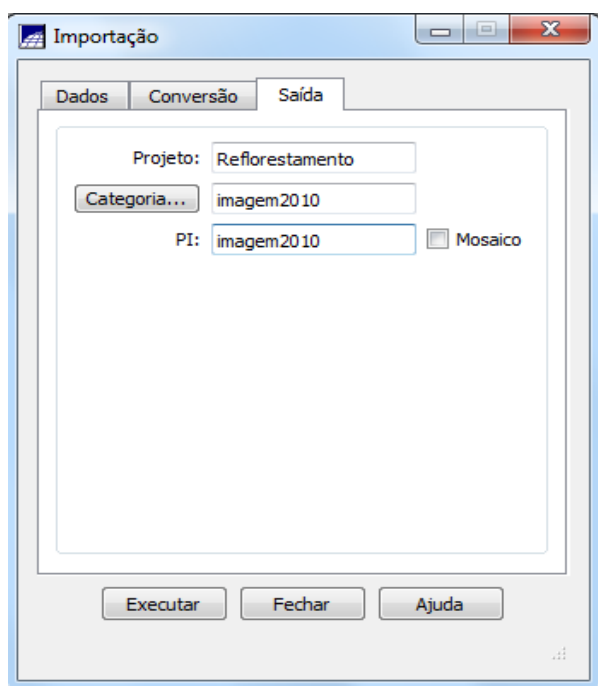 Importação
Dados Conversão Saída
Projeto: Reflorestamento
Categoria... imagem2010
PI: imagem2010 Mosaico
Executar Fechar Ajuda